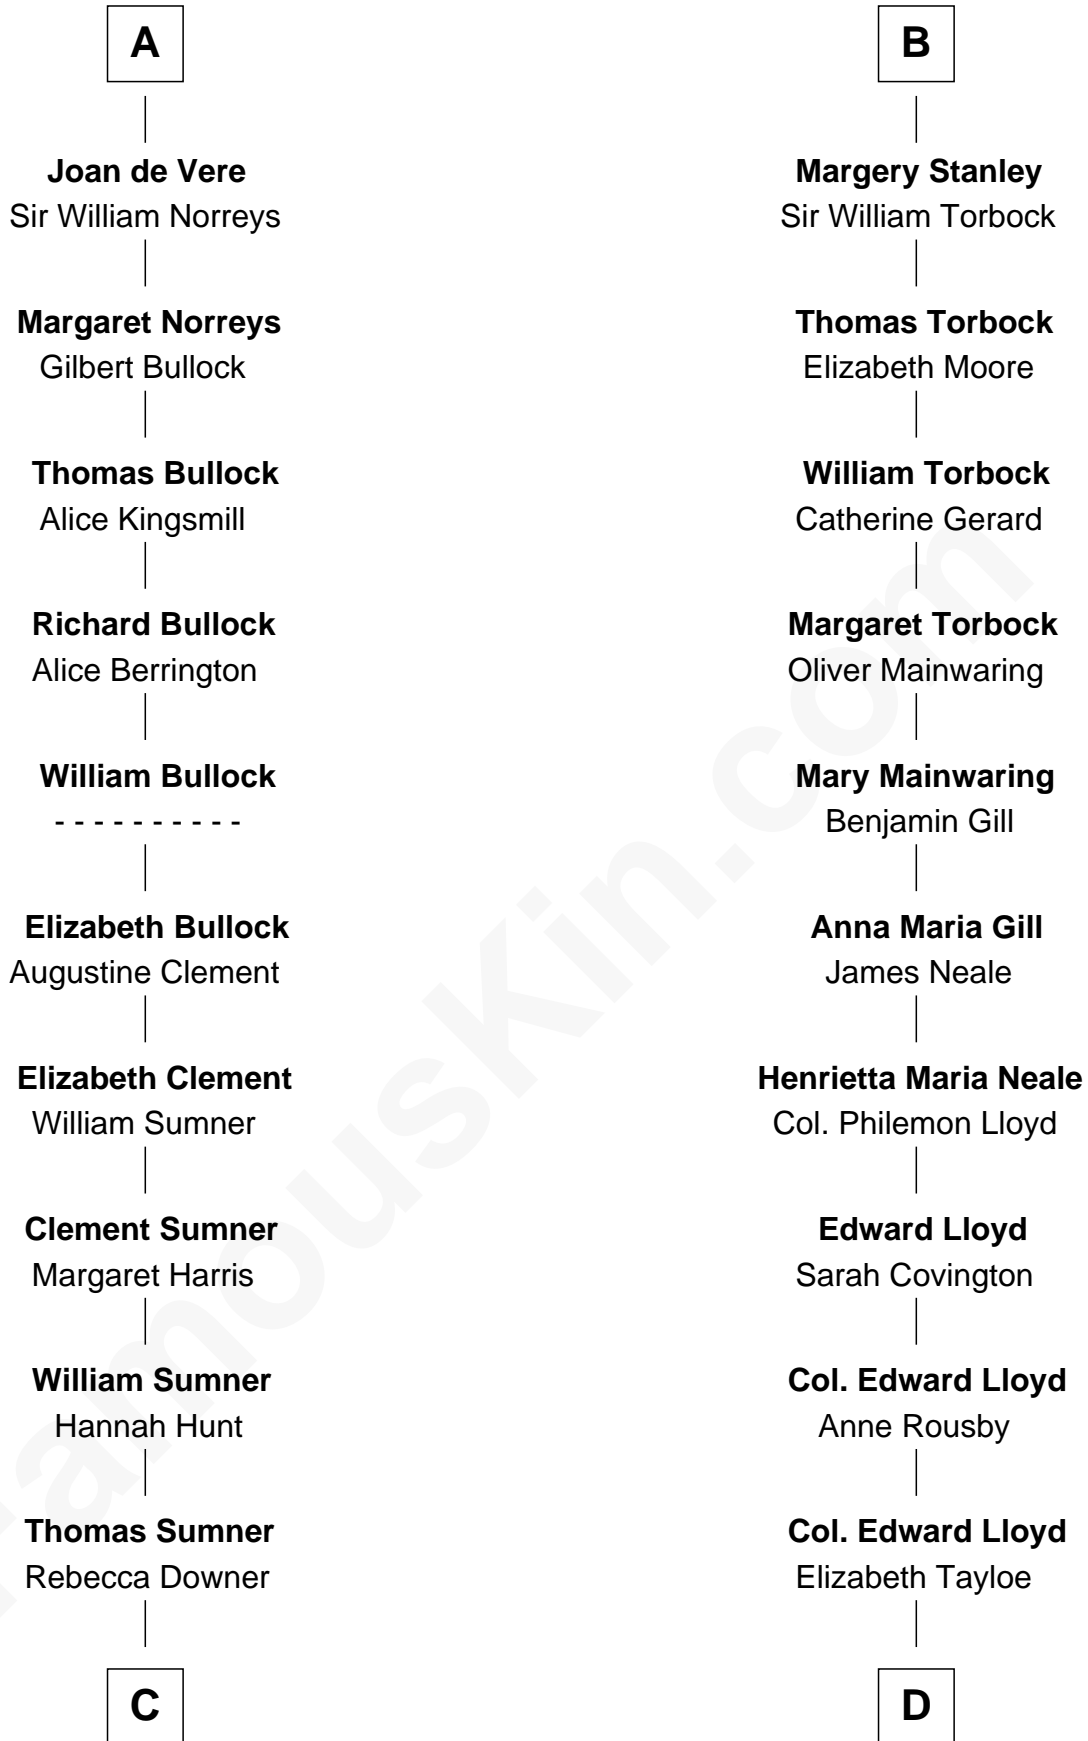 A
Joan de Vere
Sir William Norreys
Margaret Norreys
Gilbert Bullock
Thomas Bullock
Alice Kingsmill
Richard Bullock
Alice Berrington
William Bullock
- - - - - - - - - -
Elizabeth Bullock
Augustine Clement
Elizabeth Clement
William Sumner
Clement Sumner
Margaret Harris
William Sumner
Hannah Hunt
Thomas Sumner
Rebecca Downer
C
B
Margery Stanley
Sir William Torbock
Thomas Torbock
Elizabeth Moore
William Torbock
Catherine Gerard
Margaret Torbock
Oliver Mainwaring
Mary Mainwaring
Benjamin Gill
Anna Maria Gill
James Neale
Henrietta Maria Neale
Col. Philemon Lloyd
Edward Lloyd
Sarah Covington
Col. Edward Lloyd
Anne Rousby
Col. Edward Lloyd
Elizabeth Tayloe
D
FamousKin.com